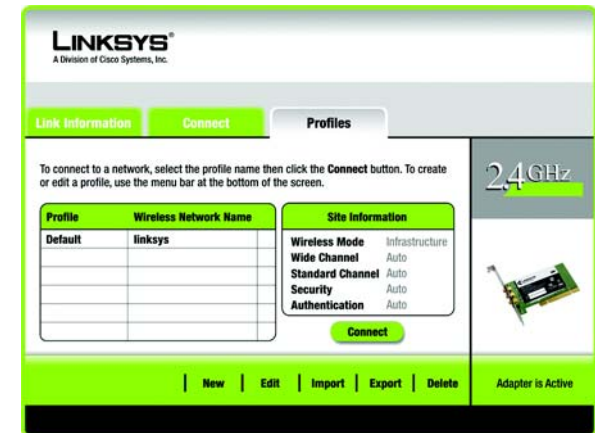 LINKSYS®
A Division of Cisco Systems, Inc.
Link Information
Connect
Profiles
To connect to a network, select the profile name then click the Connect button. To create
or edit a profile, use the menu bar at the bottom of the screen.
2.4GHz
Profile Wireless Network Name
Default linksys
Site Information
Wireless Mode Infrastructure
Wide Channel Auto
Standard Channel Auto
Security Auto
Authentication Auto
Connect
New | Edit | Import | Export | Delete
Adapter is Active